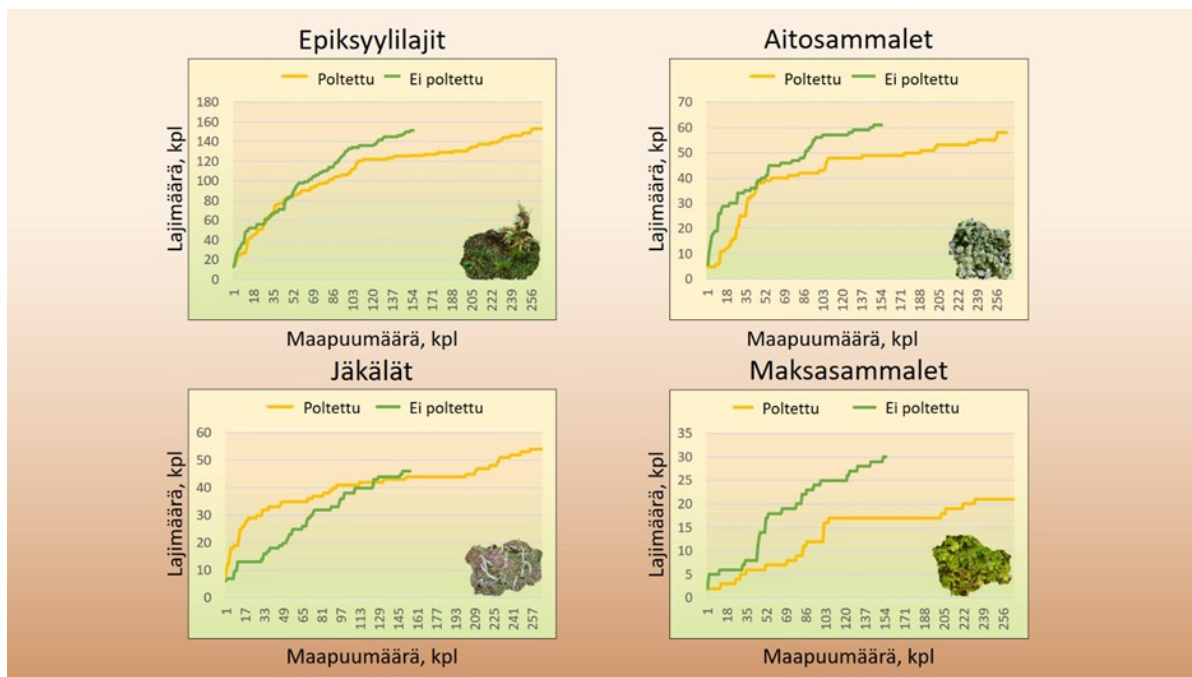 Epiksyylilajit
Poltettu Ei poltettu
Lajimäärä, kpl
180
160
140
120
100
80
60
40
20
0
1 18 35 52 69 86 103 120 137 154 171 188 205 222 239 256
Maapuumäärä, kpl
Aitosammalet
Poltettu Ei poltettu
Lajimäärä, kpl
70
60
50
40
30
20
10
0
1 18 35 52 69 86 103 120 137 154 171 188 205 222 239 256
Maapuumäärä, kpl
Jäkälät
Poltettu Ei poltettu
Lajimäärä, kpl
60
50
40
30
20
10
0
1 17 33 49 65 81 97 113 129 145 161 177 193 209 225 241 257
Maapuumäärä, kpl
Maksasammalet
Poltettu Ei poltettu
Lajimäärä, kpl
35
30
25
20
15
10
5
0
1 18 35 52 69 86 103 120 137 154 171 188 205 222 239 256
Maapuumäärä, kpl